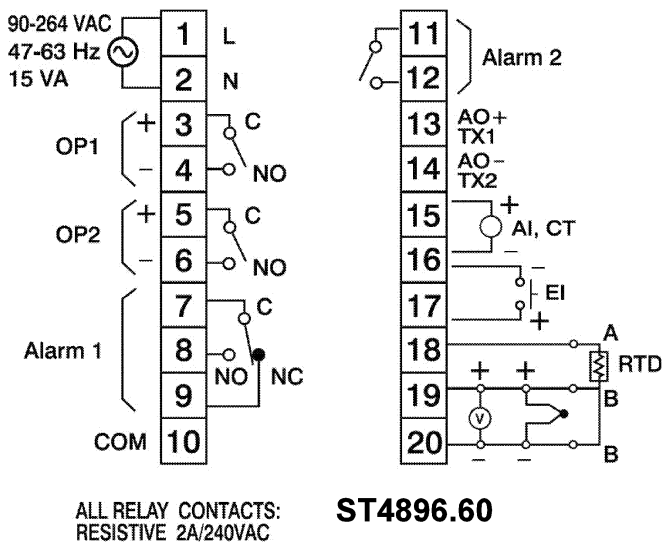 90-264 VAC
47-63 Hz
15 VA
1 L
2 N
OP1
+ 3 C
− 4 NO
OP2
+ 5 C
− 6 NO
Alarm 1
7 C
8 NO NC
9
COM 10
11
12
Alarm 2
13 AO+
TX1
14 AO−
TX2
15 +
AI, CT
−
16 −
EI
17 +
18 A
RTD
+ +
19 B
V
20 B
− −
ALL RELAY CONTACTS:
RESISTIVE 2A/240VAC
ST4896.60